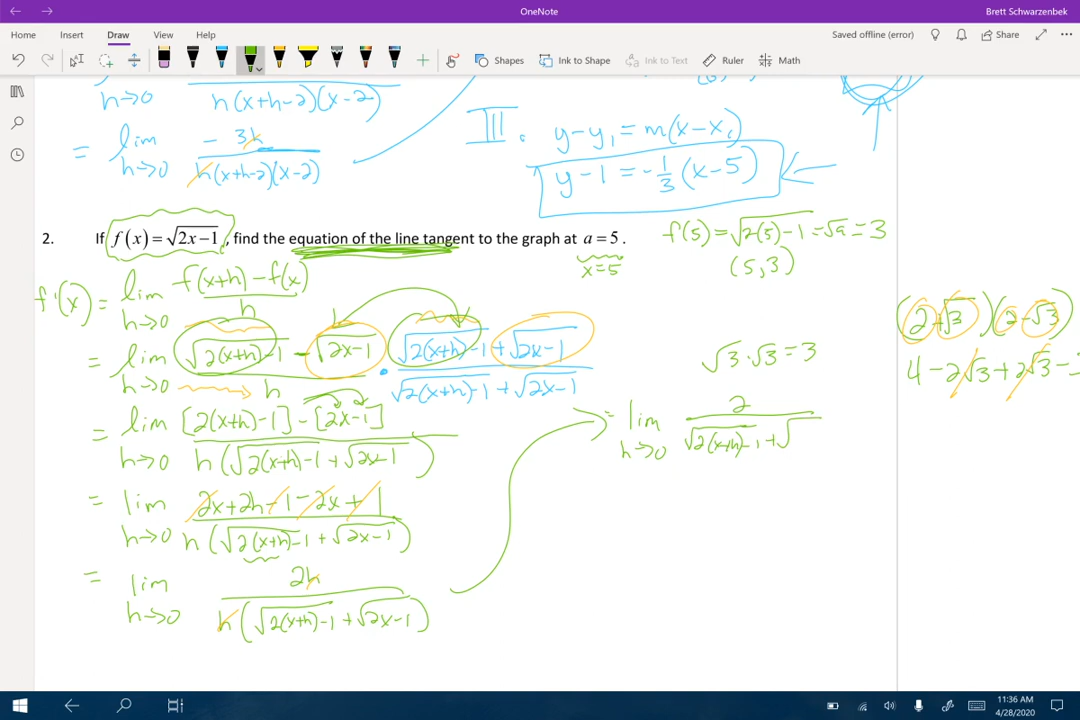 OneNote
Brett Schwarzenbek
Home Insert Draw View Help
Saved offline (error) Share
Shapes Ink to Shape Ink to Text Ruler Math
h→0 h(x+h-2)(x-2)
= lim h→0 -3h / h(x+h-2)(x-2)
III. y-y₁ = m(x-x₁)
y-1 = -1/3 (x-5)
2. If f(x) = √2x−1, find the equation of the line tangent to the graph at a = 5.
x=5
f(5) = √2(5)-1 = √9 = 3
(5,3)
f'(x) = lim h→0 f(x+h) - f(x) / h
= lim h→0 √2(x+h)-1 - √2x-1 / h · √2(x+h)-1 + √2x-1 / √2(x+h)-1 + √2x-1
√3·√3 = 3
(2+√3)(2-√3)
4 - 2√3 + 2√3 -
= lim h→0 [2(x+h)-1] - [2x-1] / h(√2(x+h)-1 + √2x-1)
= lim h→0 2x+2h-1-2x+1 / h(√2(x+h)-1 + √2x-1)
= lim h→0 2h / h(√2(x+h)-1 + √2x-1)
= lim h→0 2 / √2(x+h)-1 + √
11:36 AM
4/28/2020